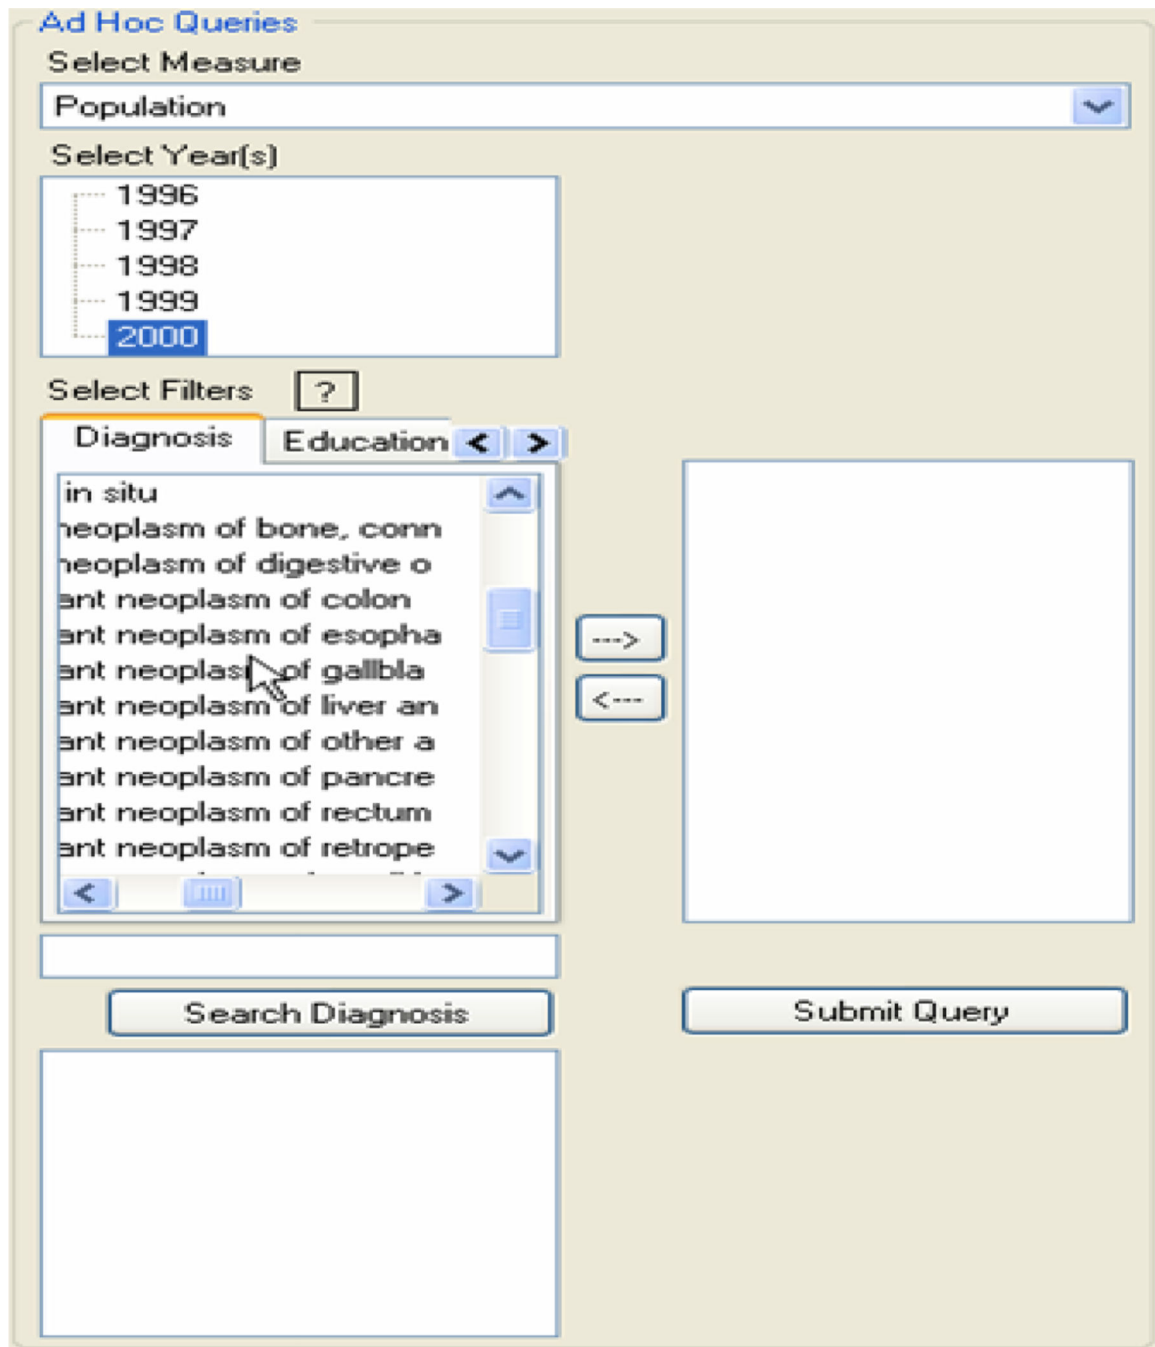 Ad Hoc Queries
Select Measure
Population
Select Year(s)
1996
1997
1998
1999
2000
Select Filters ?
Diagnosis Education < >
in situ
neoplasm of bone, conn
neoplasm of digestive o
ant neoplasm of colon
ant neoplasm of esopha
ant neoplasm of gallbla
ant neoplasm of liver an
ant neoplasm of other a
ant neoplasm of pancre
ant neoplasm of rectum
ant neoplasm of retrope
--->
<---
Search Diagnosis
Submit Query